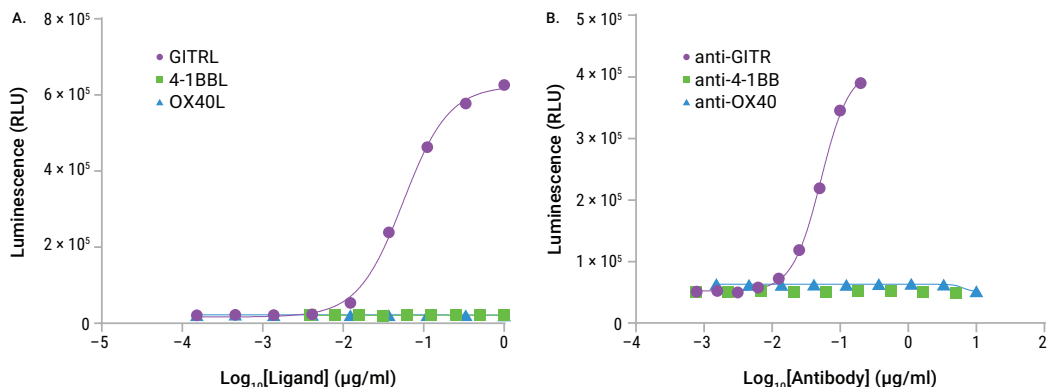 A.
8 × 10⁵
6 × 10⁵
4 × 10⁵
2 × 10⁵
0
Luminescence (RLU)
GITRL
4-1BBL
OX40L
−5 −4 −3 −2 −1 0
Log₁₀[Ligand] (µg/ml)
B.
5 × 10⁵
4 × 10⁵
3 × 10⁵
2 × 10⁵
1 × 10⁵
0
Luminescence (RLU)
anti-GITR
anti-4-1BB
anti-OX40
−4 −3 −2 −1 0 1 2
Log₁₀[Antibody] (µg/ml)